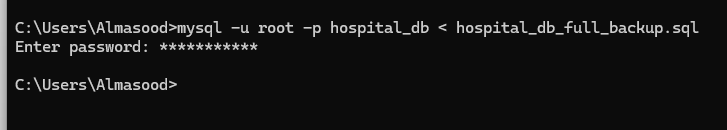 C:\Users\Almasood>mysql -u root -p hospital_db < hospital_db_full_backup.sql
Enter password: ***********
C:\Users\Almasood>